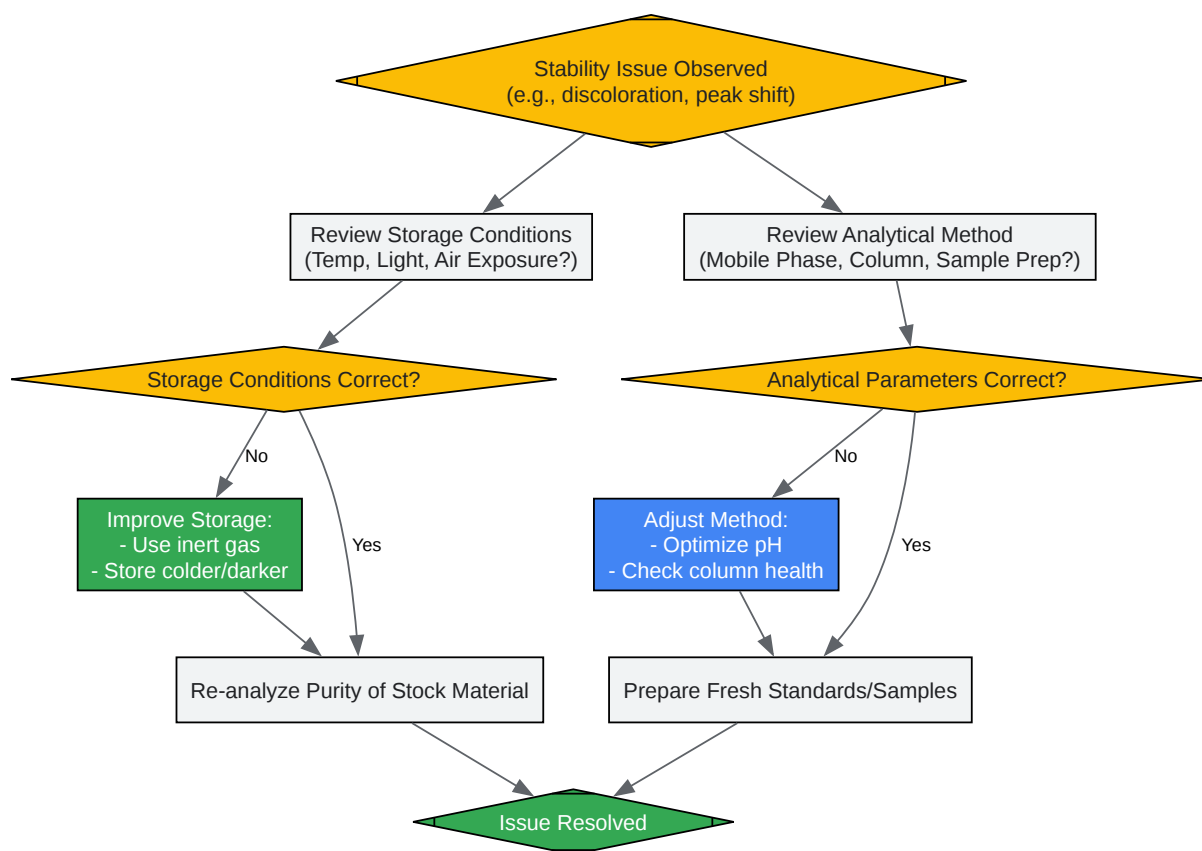 Stability Issue Observed
(e.g., discoloration, peak shift)
Review Storage Conditions
(Temp, Light, Air Exposure?)
Review Analytical Method
(Mobile Phase, Column, Sample Prep?)
Storage Conditions Correct?
Analytical Parameters Correct?
No
No
Improve Storage:
- Use inert gas
- Store colder/darker
Yes
Adjust Method:
- Optimize pH
- Check column health
Yes
Re-analyze Purity of Stock Material
Prepare Fresh Standards/Samples
Issue Resolved